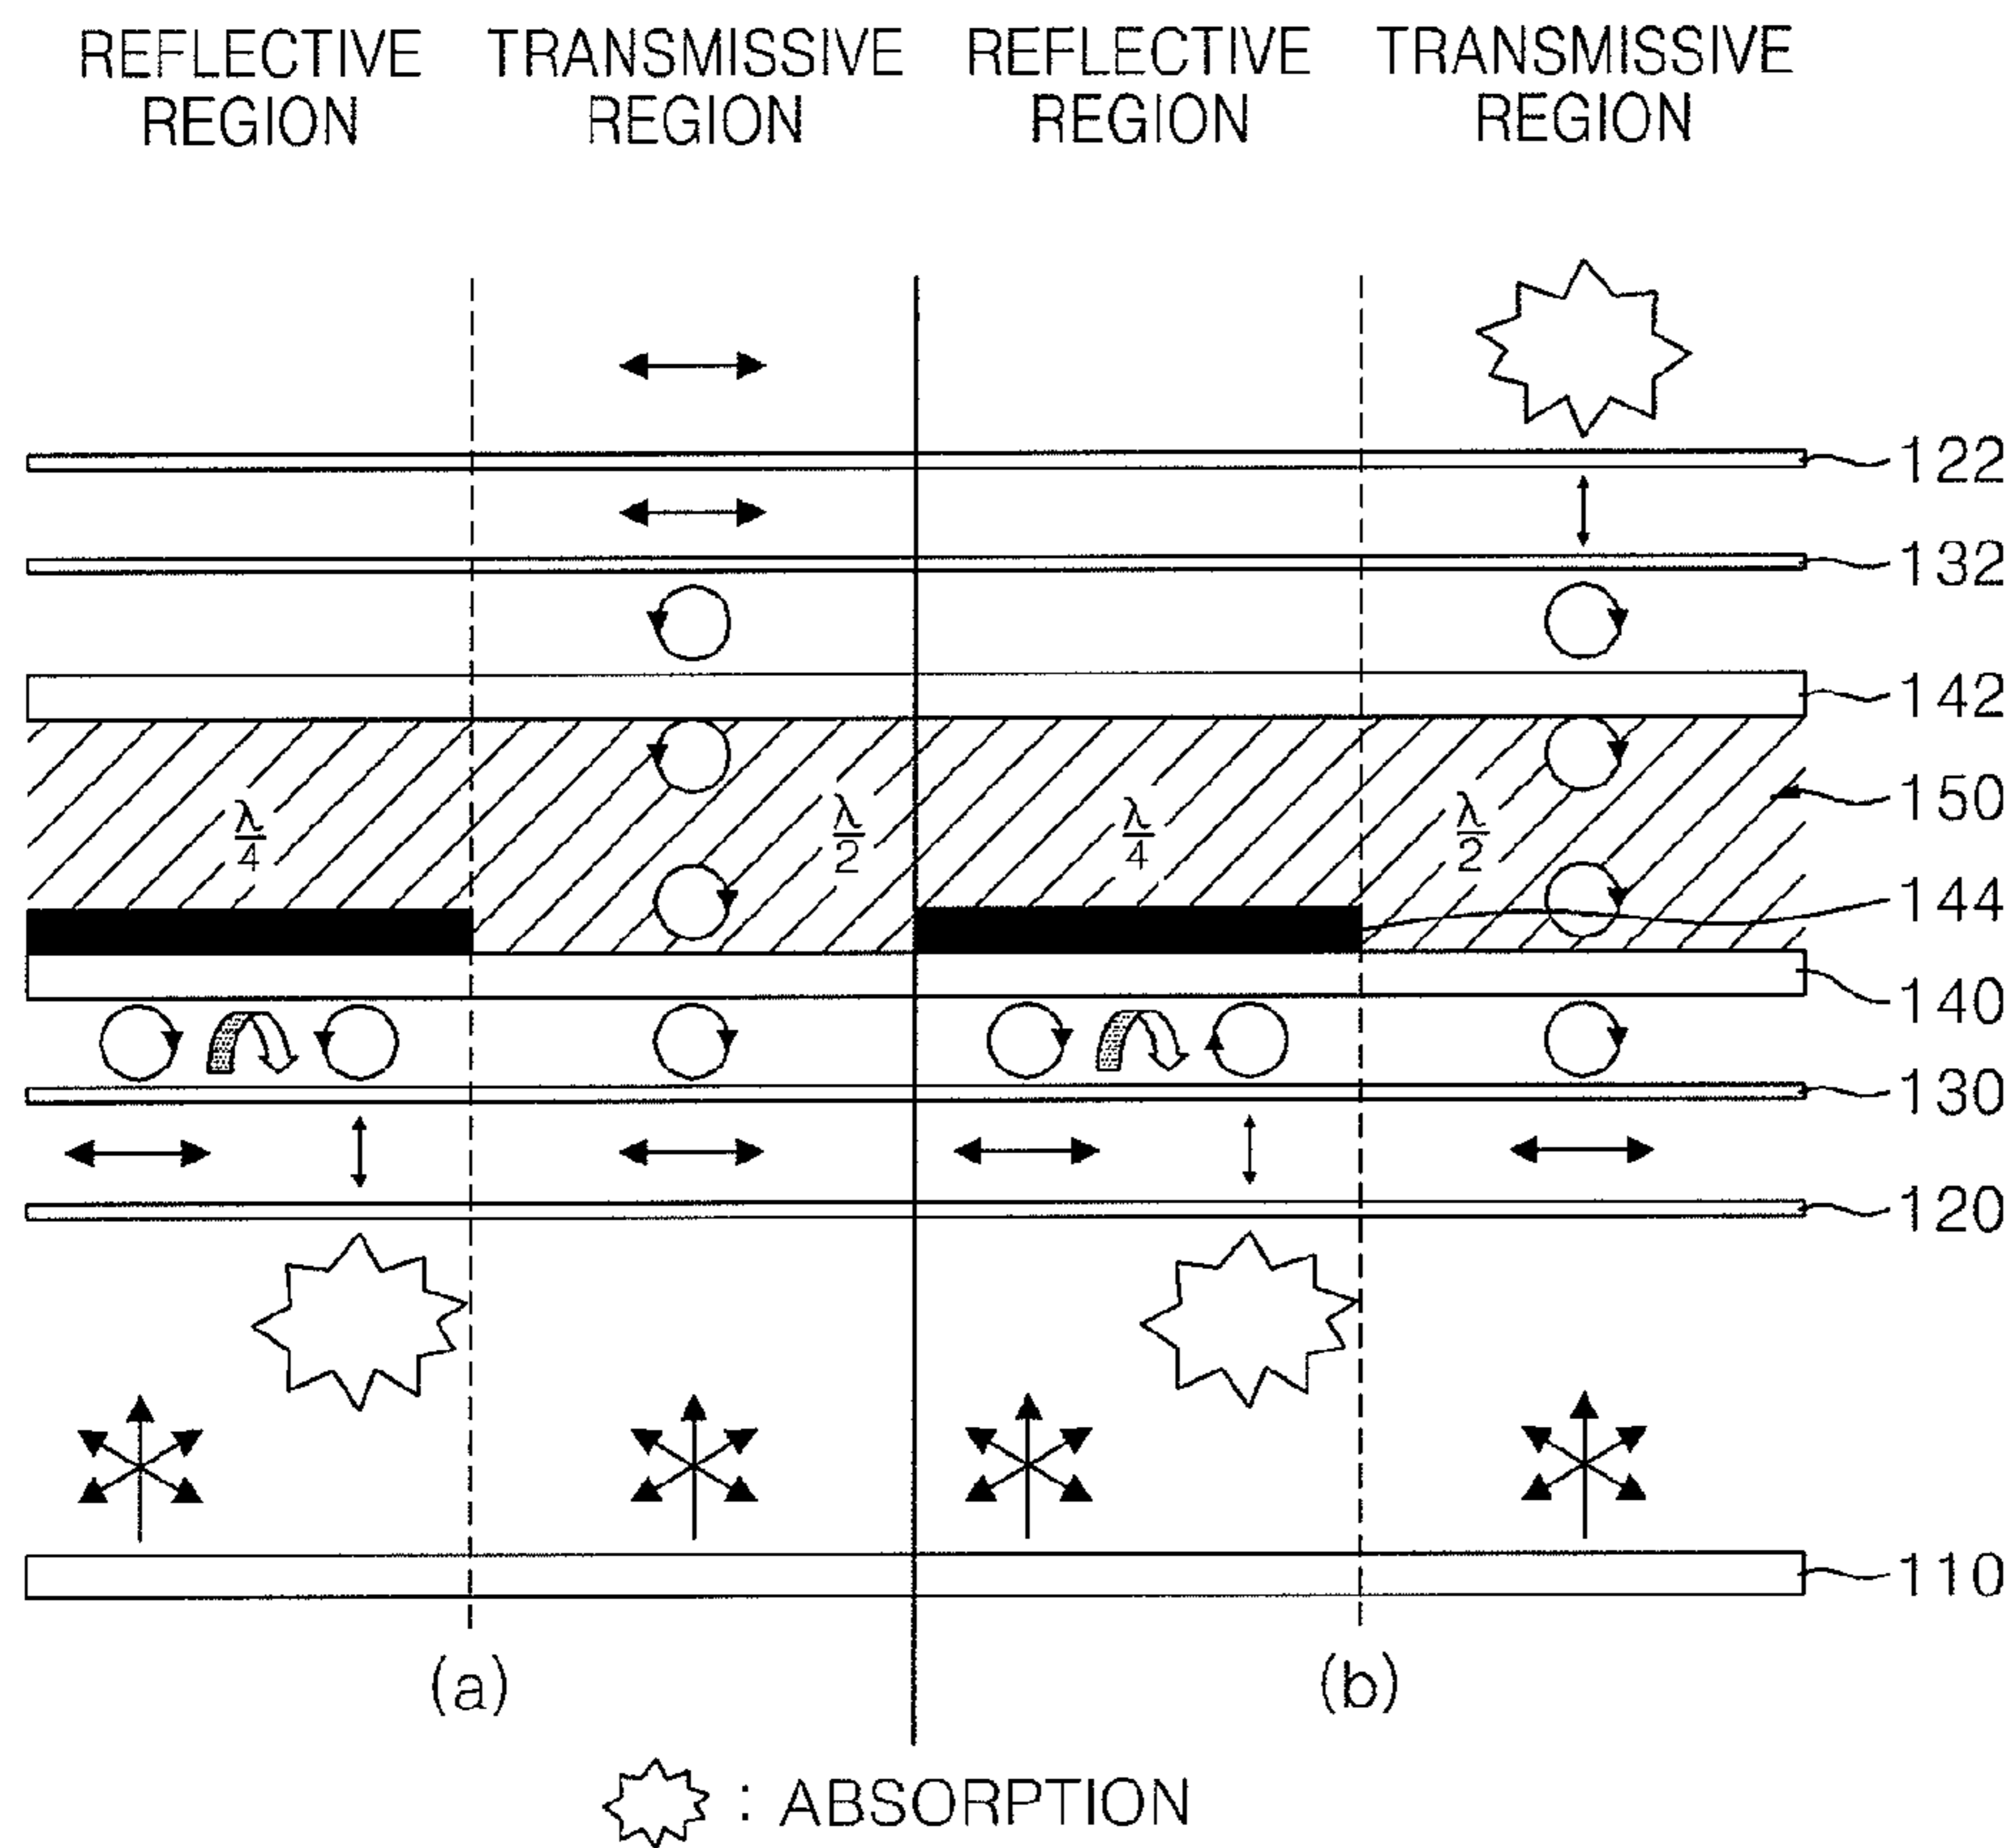 REFLECTIVE REGION
TRANSMISSIVE REGION
REFLECTIVE REGION
TRANSMISSIVE REGION
122
132
142
150
λ/4
λ/2
λ/4
λ/2
144
140
130
120
110
(a)
(b)
: ABSORPTION